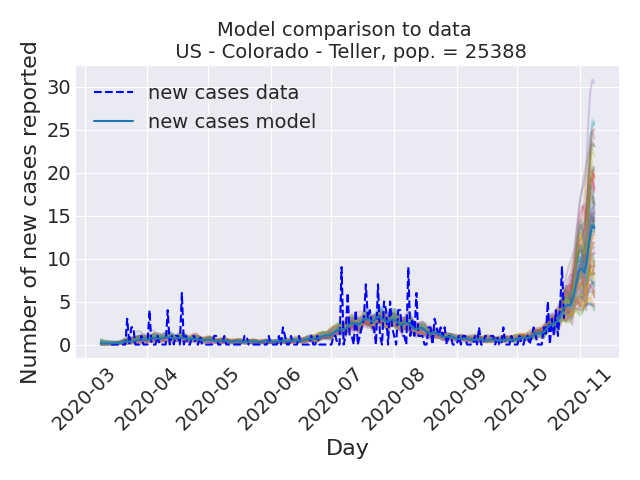 Model comparison to data
US - Colorado - Teller, pop. = 25388
Number of new cases reported
30
25
20
15
10
5
0
new cases data
new cases model
2020-03
2020-04
2020-05
2020-06
2020-07
2020-08
2020-09
2020-10
2020-11
Day